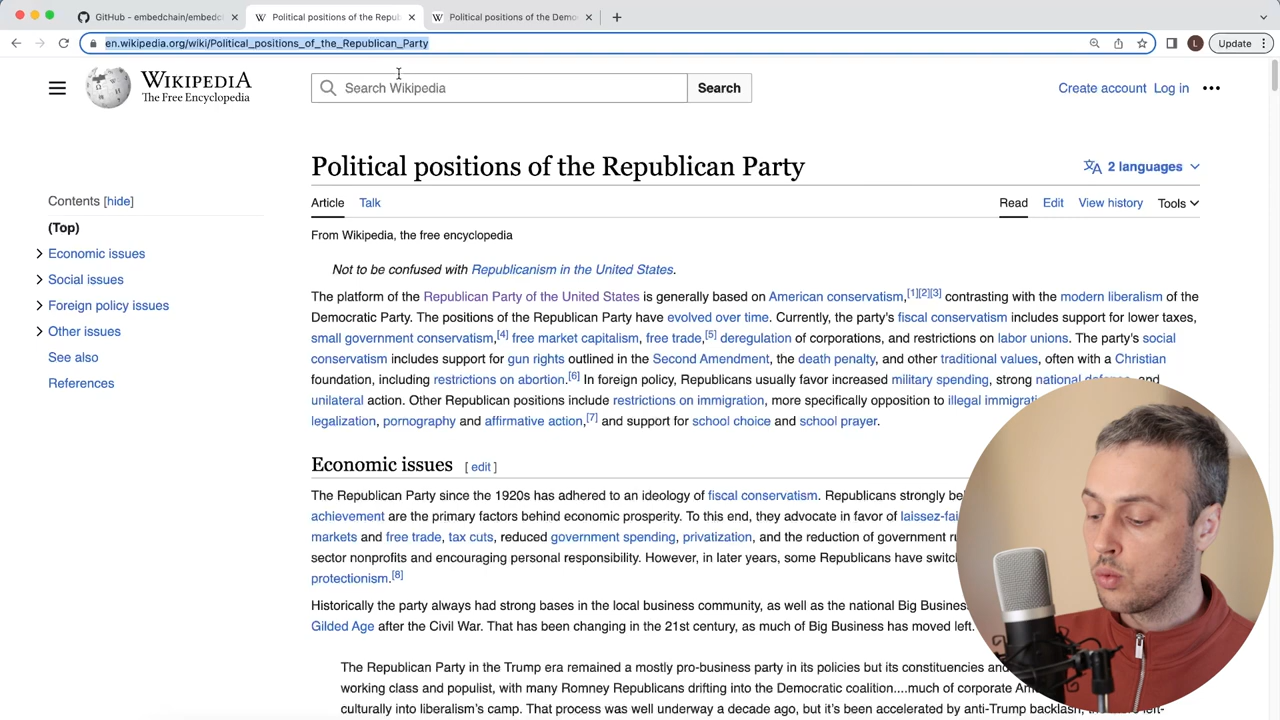 GitHub - embedchain/embedc
Political positions of the Repub
Political positions of the Demo
en.wikipedia.org/wiki/Political_positions_of_the_Republican_Party
L
Update
WIKIPEDIA
The Free Encyclopedia
Search Wikipedia
Search
Create account Log in
Political positions of the Republican Party
2 languages
Contents [hide]
(Top)
Economic issues
Social issues
Foreign policy issues
Other issues
See also
References
Article Talk
Read Edit View history Tools
From Wikipedia, the free encyclopedia
Not to be confused with Republicanism in the United States.
The platform of the Republican Party of the United States is generally based on American conservatism,[1][2][3] contrasting with the modern liberalism of the
Democratic Party. The positions of the Republican Party have evolved over time. Currently, the party's fiscal conservatism includes support for lower taxes,
small government conservatism,[4] free market capitalism, free trade,[5] deregulation of corporations, and restrictions on labor unions. The party's social
conservatism includes support for gun rights outlined in the Second Amendment, the death penalty, and other traditional values, often with a Christian
foundation, including restrictions on abortion.[6] In foreign policy, Republicans usually favor increased military spending, strong national defense, and
unilateral action. Other Republican positions include restrictions on immigration, more specifically opposition to illegal immigrati
legalization, pornography and affirmative action,[7] and support for school choice and school prayer.
Economic issues [ edit ]
The Republican Party since the 1920s has adhered to an ideology of fiscal conservatism. Republicans strongly be
achievement are the primary factors behind economic prosperity. To this end, they advocate in favor of laissez-fai
markets and free trade, tax cuts, reduced government spending, privatization, and the reduction of government r
sector nonprofits and encouraging personal responsibility. However, in later years, some Republicans have switc
protectionism.[8]
Historically the party always had strong bases in the local business community, as well as the national Big Business
Gilded Age after the Civil War. That has been changing in the 21st century, as much of Big Business has moved left.
The Republican Party in the Trump era remained a mostly pro-business party in its policies but its constituencies and
working class and populist, with many Romney Republicans drifting into the Democratic coalition....much of corporate Am
culturally into liberalism's camp. That process was well underway a decade ago, but it's been accelerated by anti-Trump backlash,